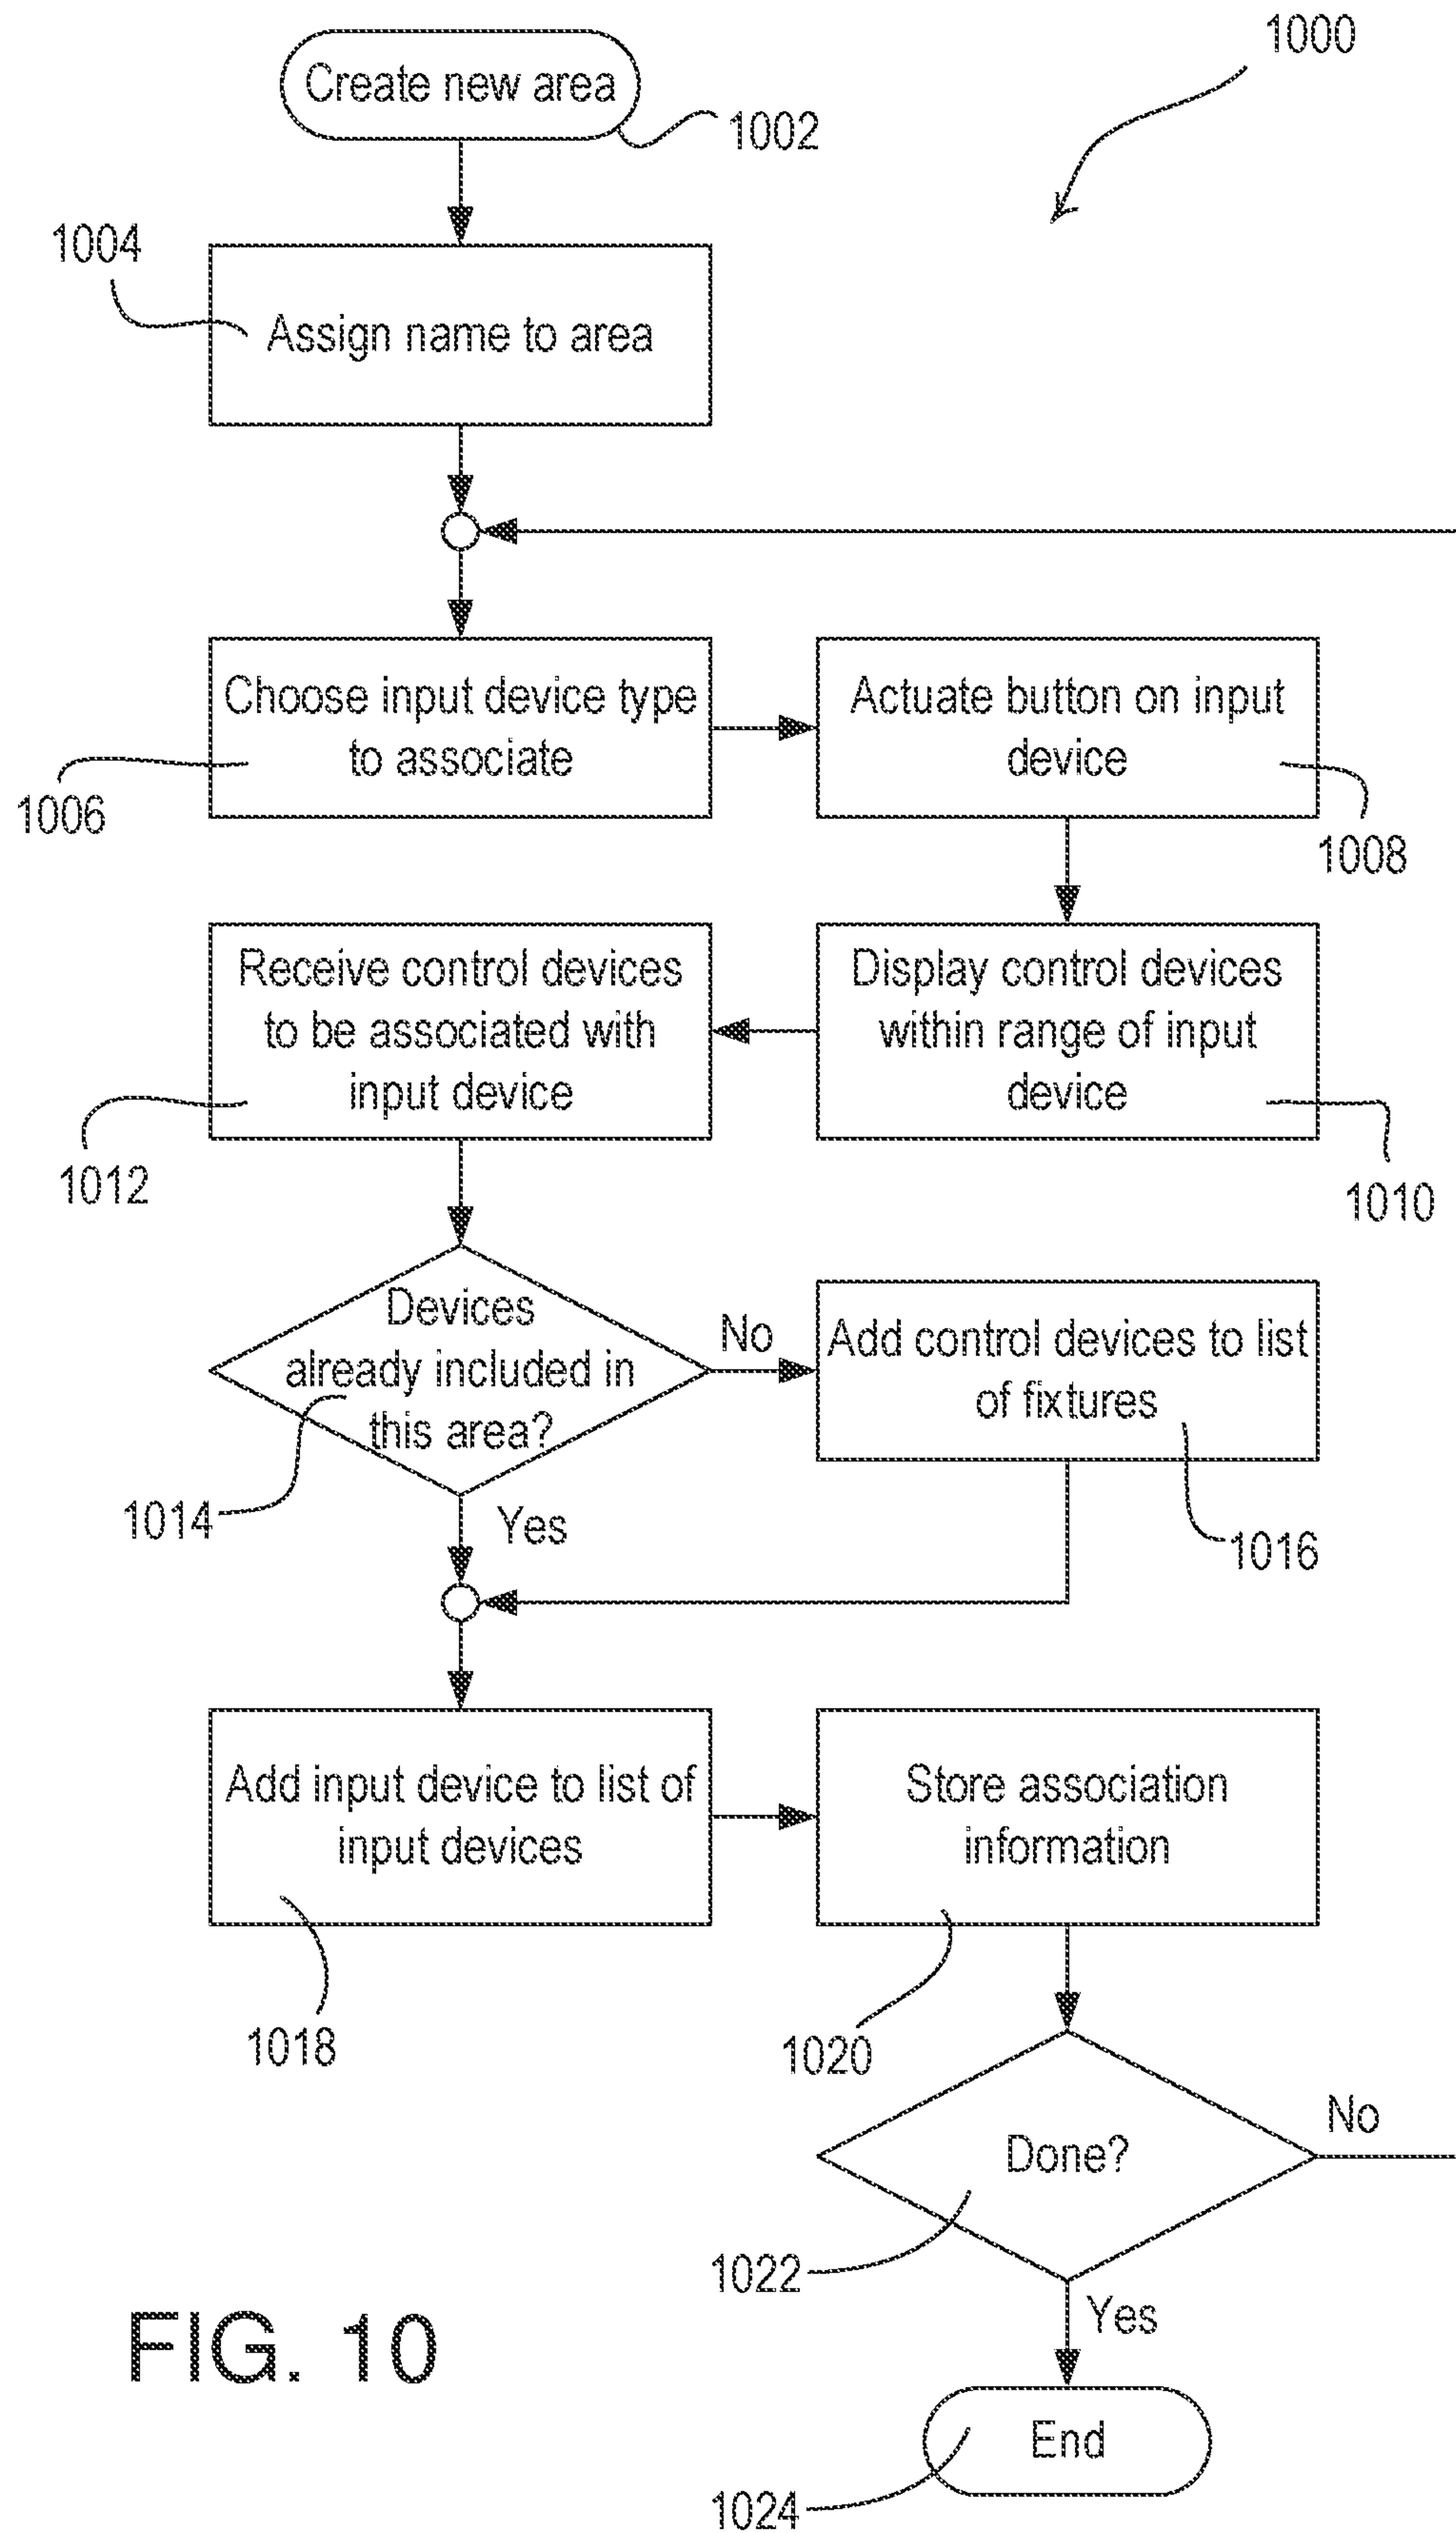 1000
Create new area
1002
1004
Assign name to area
Choose input device type
to associate
1006
Actuate button on input
device
1008
Receive control devices
to be associated with
input device
1012
Display control devices
within range of input
device
1010
Devices
already included in
this area?
1014
No
Yes
Add control devices to list
of fixtures
1016
Add input device to list of
input devices
1018
Store association
information
1020
Done?
1022
No
Yes
End
1024
FIG. 10